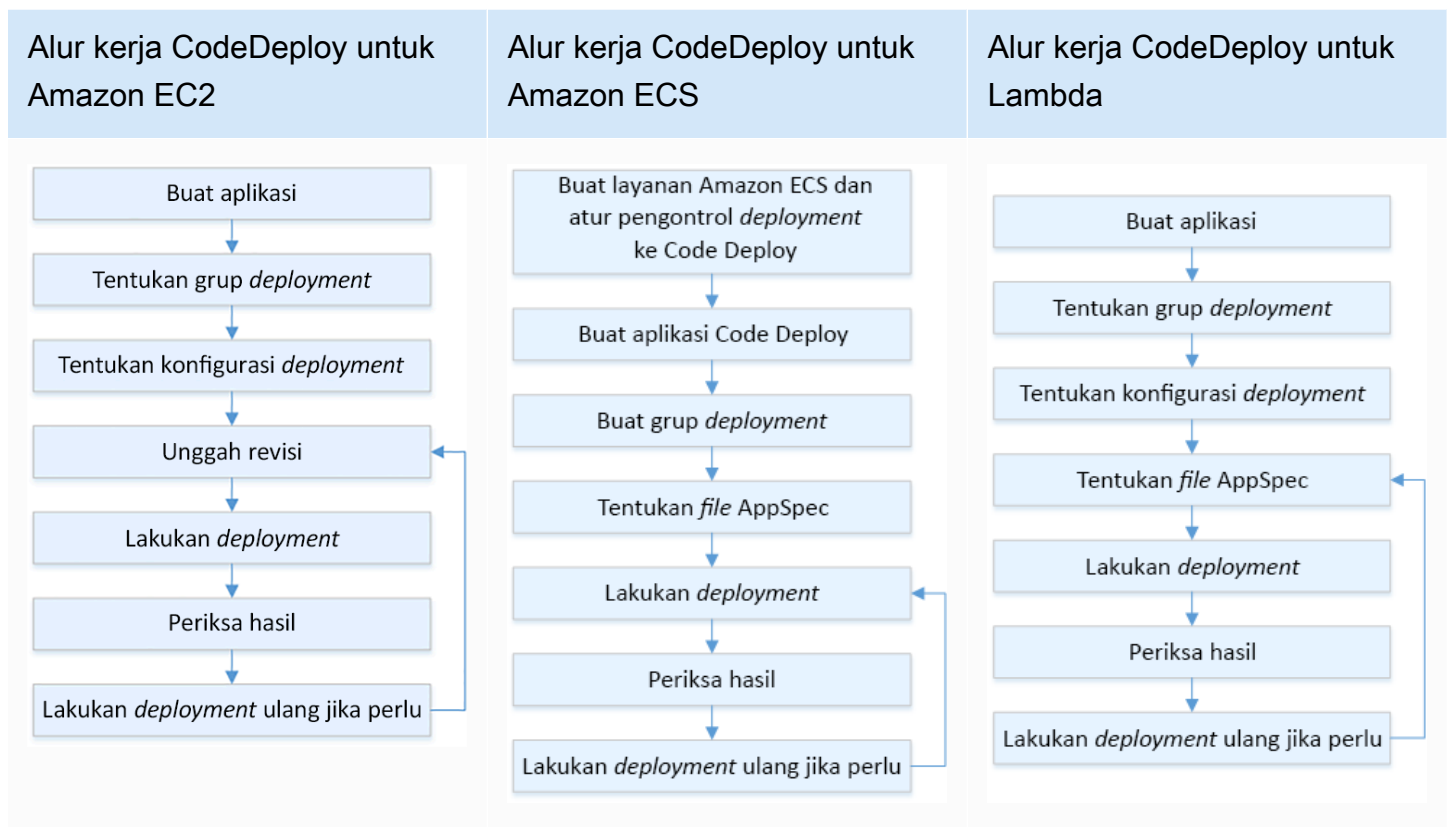 Alur kerja CodeDeploy untuk
Amazon EC2
Buat aplikasi
Tentukan grup deployment
Tentukan konfigurasi deployment
Unggah revisi
Lakukan deployment
Periksa hasil
Lakukan deployment ulang jika perlu
Alur kerja CodeDeploy untuk
Amazon ECS
Buat layanan Amazon ECS dan
atur pengontrol deployment
ke Code Deploy
Buat aplikasi Code Deploy
Buat grup deployment
Tentukan file AppSpec
Lakukan deployment
Periksa hasil
Lakukan deployment ulang jika perlu
Alur kerja CodeDeploy untuk
Lambda
Buat aplikasi
Tentukan grup deployment
Tentukan konfigurasi deployment
Tentukan file AppSpec
Lakukan deployment
Periksa hasil
Lakukan deployment ulang jika perlu